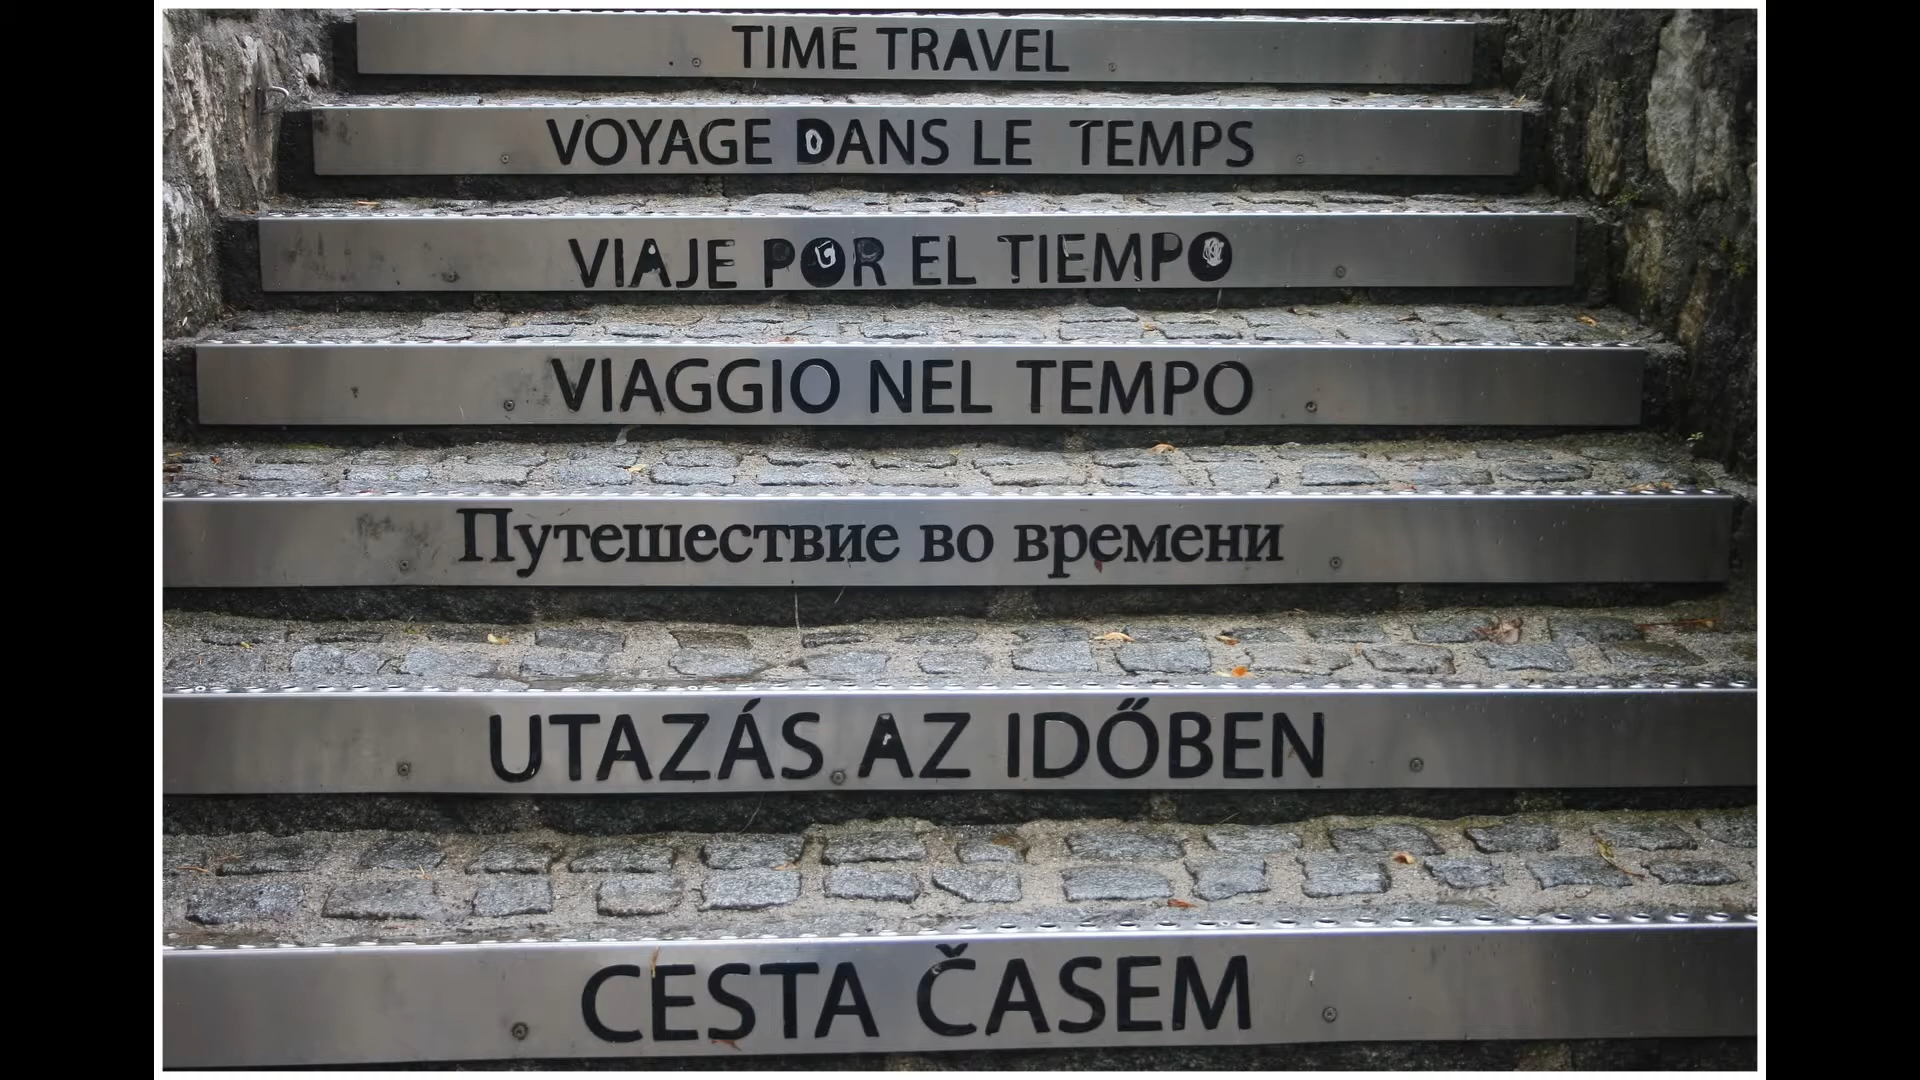 TIME TRAVEL
VOYAGE DANS LE TEMPS
VIAJE POR EL TIEMPO
VIAGGIO NEL TEMPO
Путешествие во времени
UTAZÁS AZ IDŐBEN
CESTA ČASEM